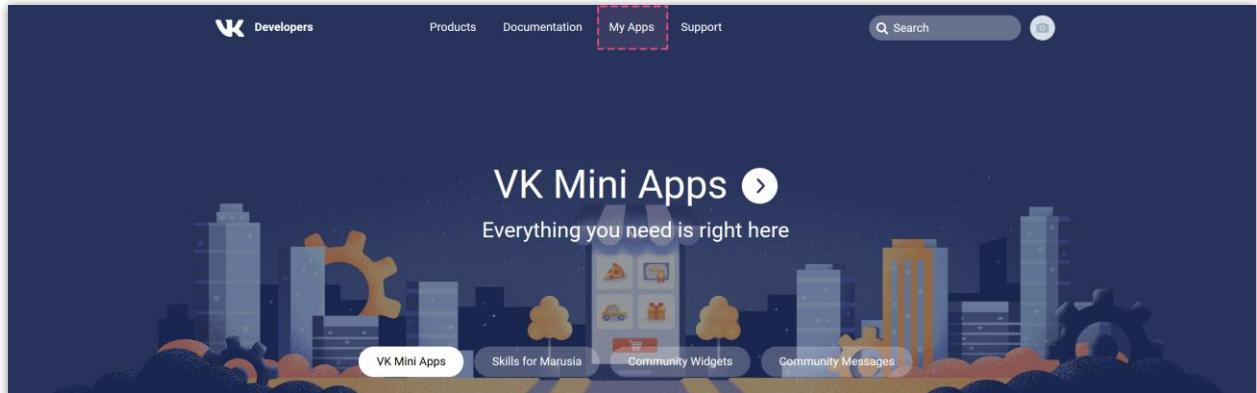 VK Developers Products Documentation My Apps Support Search
VK Mini Apps
Everything you need is right here
VK Mini Apps Skills for Marusia Community Widgets Community Messages